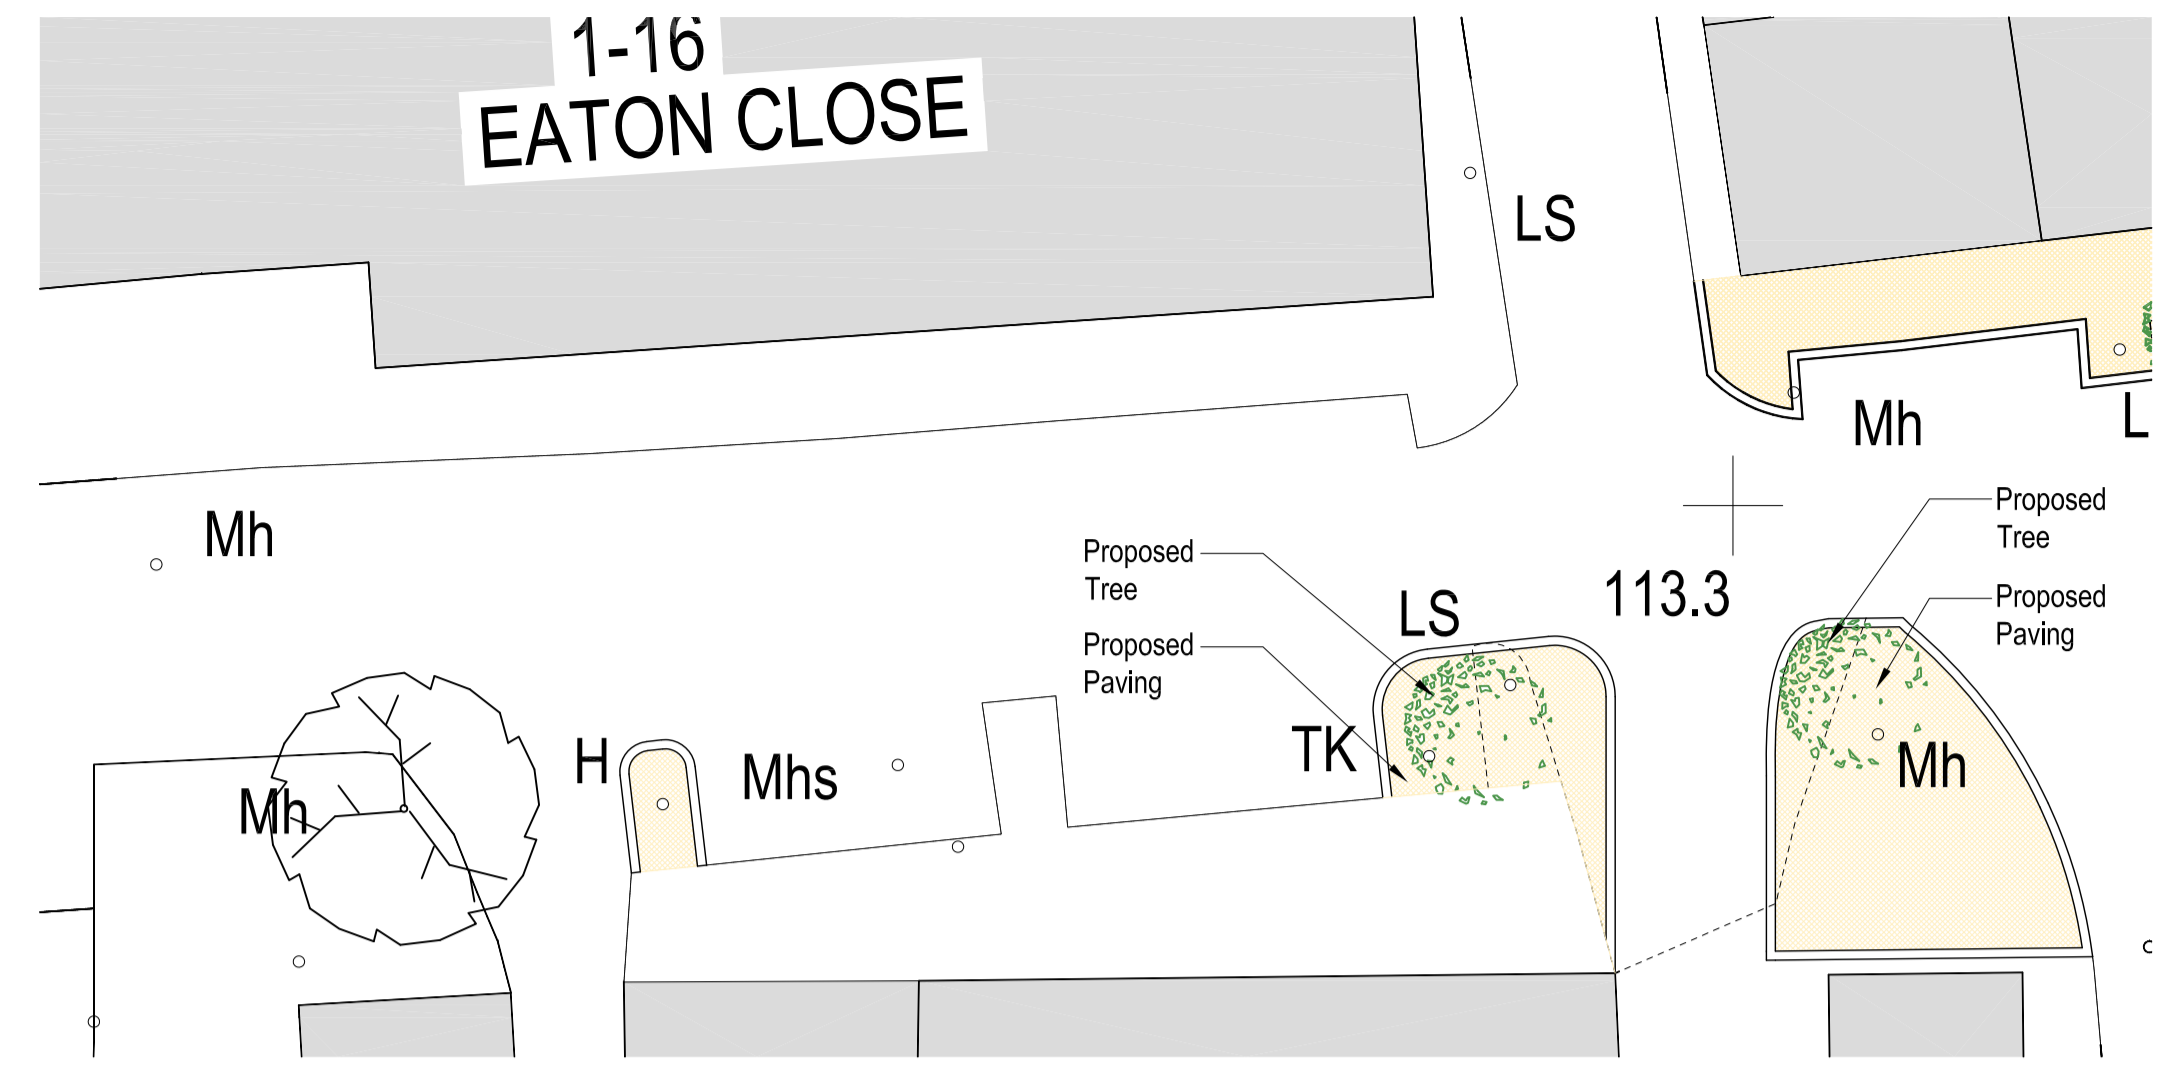 1-16
EATON CLOSE
LS
Mh
L
Mh
Proposed
Tree
Proposed
Tree
LS
113.3
Proposed
Paving
Proposed
Paving
TK
H
Mhs
Mh
Mh